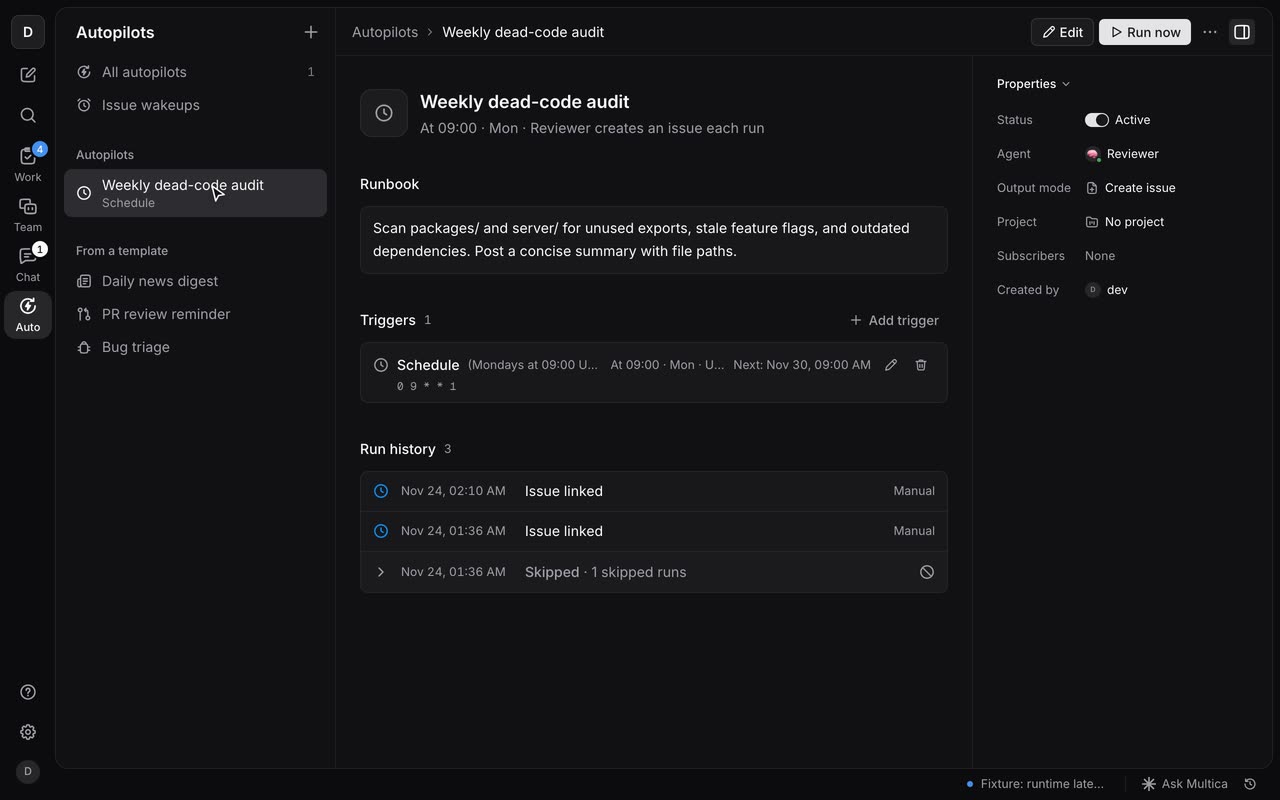 D
Work
4
Team
Chat
1
Auto
D
Autopilots
All autopilots 1
Issue wakeups
Autopilots
Weekly dead-code audit
Schedule
From a template
Daily news digest
PR review reminder
Bug triage
Autopilots › Weekly dead-code audit
Edit
Run now
Weekly dead-code audit
At 09:00 · Mon · Reviewer creates an issue each run
Runbook
Scan packages/ and server/ for unused exports, stale feature flags, and outdated
dependencies. Post a concise summary with file paths.
Triggers 1
Add trigger
Schedule (Mondays at 09:00 U... At 09:00 · Mon · U... Next: Nov 30, 09:00 AM
0 9 * * 1
Run history 3
Nov 24, 02:10 AM Issue linked Manual
Nov 24, 01:36 AM Issue linked Manual
Nov 24, 01:36 AM Skipped · 1 skipped runs
Properties
Status Active
Agent Reviewer
Output mode Create issue
Project No project
Subscribers None
Created by D dev
Fixture: runtime late...
Ask Multica